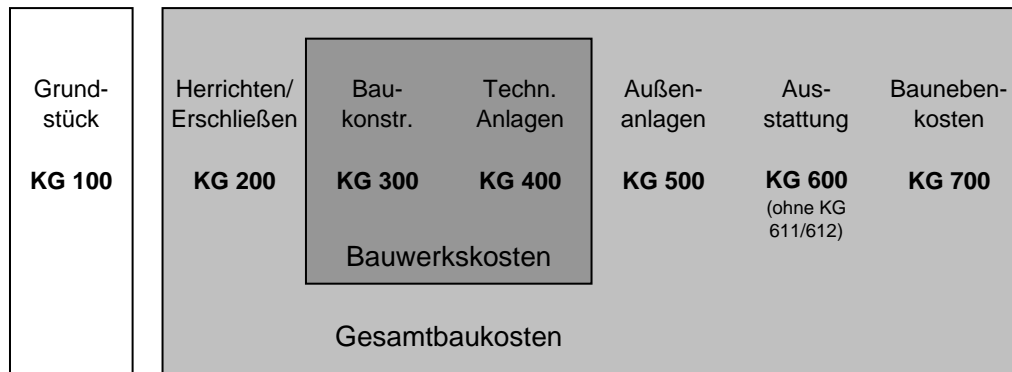 Grund-
stück
KG 100
Herrichten/
Erschließen
KG 200
Bau-
konstr.
KG 300
Techn.
Anlagen
KG 400
Bauwerkskosten
Außen-
anlagen
KG 500
Aus-
stattung
KG 600
(ohne KG
611/612)
Bauneben-
kosten
KG 700
Gesamtbaukosten